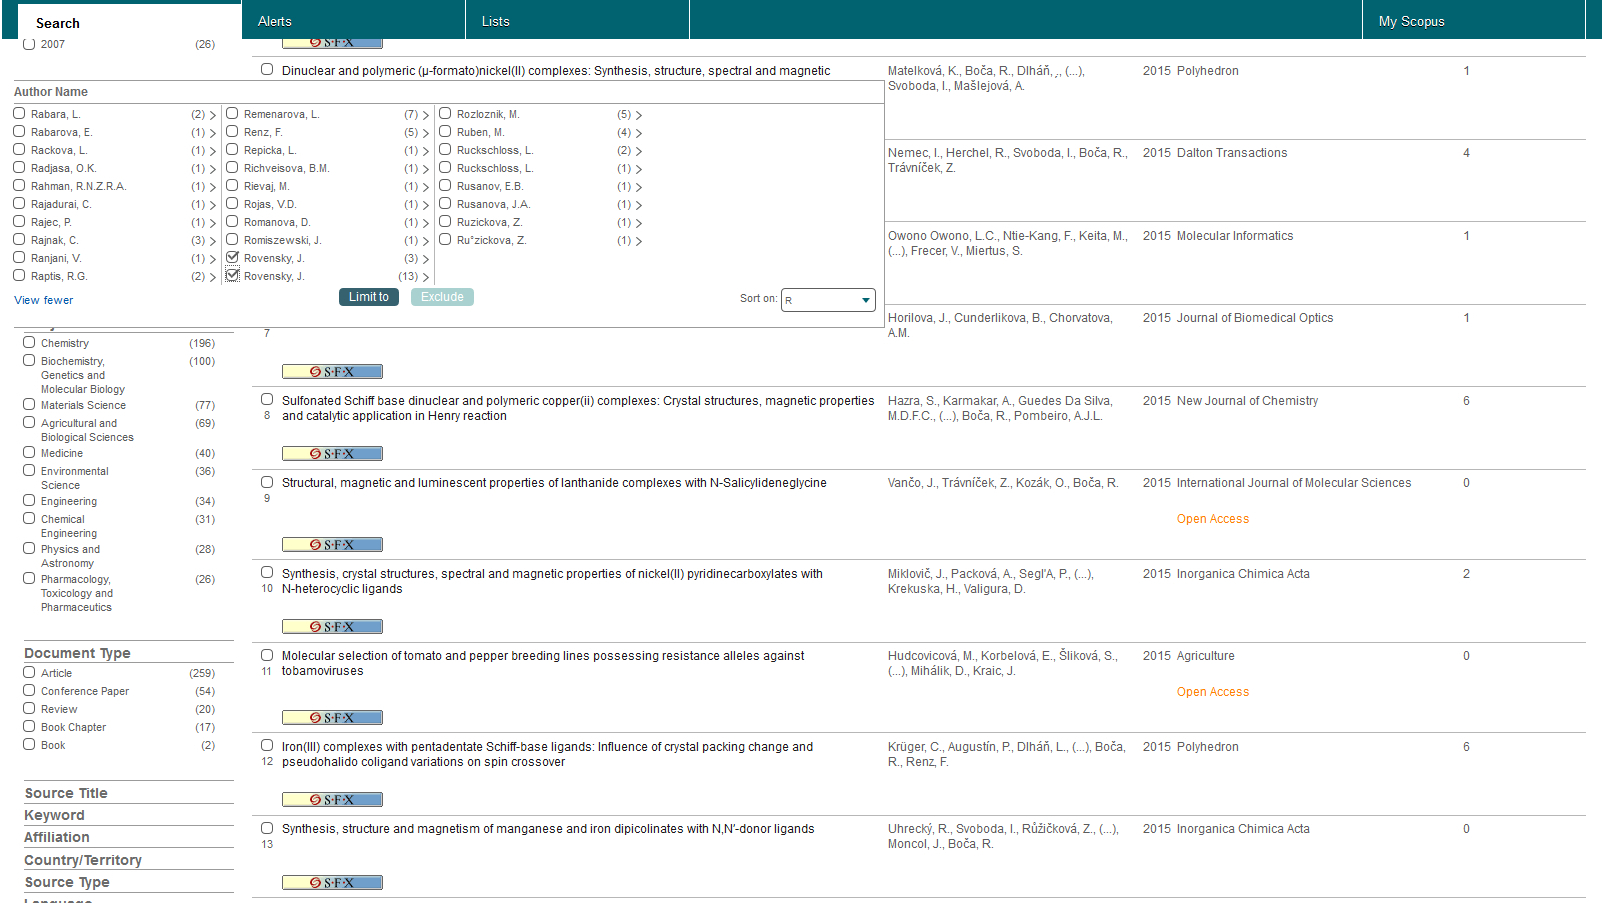 Search
Alerts
Lists
My Scopus
2007 (26)
S·F·X
Dinuclear and polymeric (μ-formato)nickel(II) complexes: Synthesis, structure, spectral and magnetic
Matelková, K., Boča, R., Dlháň, ., (...),
Svoboda, I., Mašlejová, A.
2015 Polyhedron 1
Author Name
Rabara, L. (2)
Rabarova, E. (1)
Rackova, L. (1)
Radjasa, O.K. (1)
Rahman, R.N.Z.R.A. (1)
Rajadurai, C. (1)
Rajec, P. (1)
Rajnak, C. (3)
Ranjani, V. (1)
Raptis, R.G. (2)
Remenarova, L. (7)
Renz, F. (5)
Repicka, L. (1)
Richveisova, B.M. (1)
Rievaj, M. (1)
Rojas, V.D. (1)
Romanova, D. (1)
Romiszewski, J. (1)
Rovensky, J. (3)
Rovensky, J. (13)
Rozloznik, M. (5)
Ruben, M. (4)
Ruckschloss, L. (2)
Ruckschloss, L. (1)
Rusanov, E.B. (1)
Rusanova, J.A. (1)
Ruzickova, Z. (1)
Ru°zickova, Z. (1)
View fewer
Limit to
Exclude
Sort on: R
Nemec, I., Herchel, R., Svoboda, I., Boča, R.,
Trávníček, Z.
2015 Dalton Transactions 4
Owono Owono, L.C., Ntie-Kang, F., Keita, M.,
(...), Frecer, V., Miertus, S.
2015 Molecular Informatics 1
7
Horilova, J., Cunderlikova, B., Chorvatova,
A.M.
2015 Journal of Biomedical Optics 1
S·F·X
Chemistry (196)
Biochemistry, (100)
Genetics and
Molecular Biology
Materials Science (77)
Agricultural and (69)
Biological Sciences
Medicine (40)
Environmental (36)
Science
Engineering (34)
Chemical (31)
Engineering
Physics and (28)
Astronomy
Pharmacology, (26)
Toxicology and
Pharmaceutics
Document Type
Article (259)
Conference Paper (54)
Review (20)
Book Chapter (17)
Book (2)
Source Title
Keyword
Affiliation
Country/Territory
Source Type
Language
8
Sulfonated Schiff base dinuclear and polymeric copper(ii) complexes: Crystal structures, magnetic properties
and catalytic application in Henry reaction
Hazra, S., Karmakar, A., Guedes Da Silva,
M.D.F.C., (...), Boča, R., Pombeiro, A.J.L.
2015 New Journal of Chemistry 6
S·F·X
9
Structural, magnetic and luminescent properties of lanthanide complexes with N-Salicylideneglycine
Vančo, J., Trávníček, Z., Kozák, O., Boča, R.
2015 International Journal of Molecular Sciences 0
Open Access
S·F·X
10
Synthesis, crystal structures, spectral and magnetic properties of nickel(II) pyridinecarboxylates with
N-heterocyclic ligands
Miklovič, J., Packová, A., Segl'A, P., (...),
Krekuska, H., Valigura, D.
2015 Inorganica Chimica Acta 2
S·F·X
11
Molecular selection of tomato and pepper breeding lines possessing resistance alleles against
tobamoviruses
Hudcovicová, M., Korbelová, E., Šliková, S.,
(...), Mihálik, D., Kraic, J.
2015 Agriculture 0
Open Access
S·F·X
12
Iron(III) complexes with pentadentate Schiff-base ligands: Influence of crystal packing change and
pseudohalido coligand variations on spin crossover
Krüger, C., Augustín, P., Dlháň, L., (...), Boča,
R., Renz, F.
2015 Polyhedron 6
S·F·X
13
Synthesis, structure and magnetism of manganese and iron dipicolinates with N,N′-donor ligands
Uhrecký, R., Svoboda, I., Růžičková, Z., (...),
Moncol, J., Boča, R.
2015 Inorganica Chimica Acta 0
S·F·X